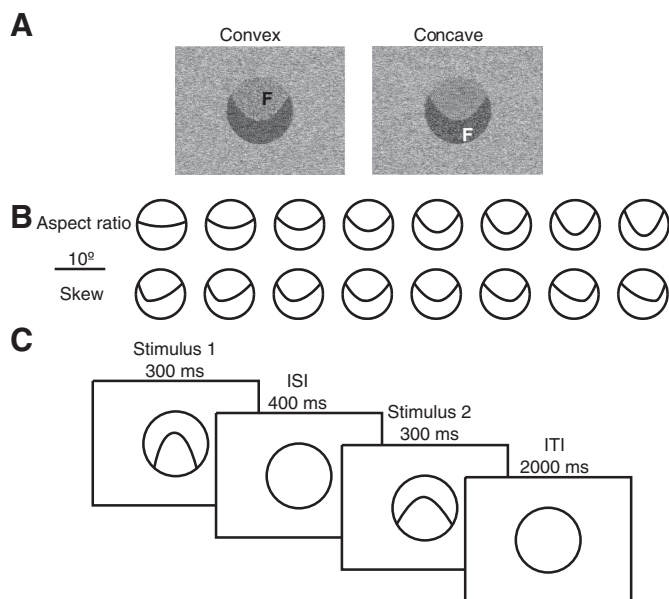 A
Convex
Concave
F
F
B
Aspect ratio
10º
Skew
C
Stimulus 1
300 ms
ISI
400 ms
Stimulus 2
300 ms
ITI
2000 ms